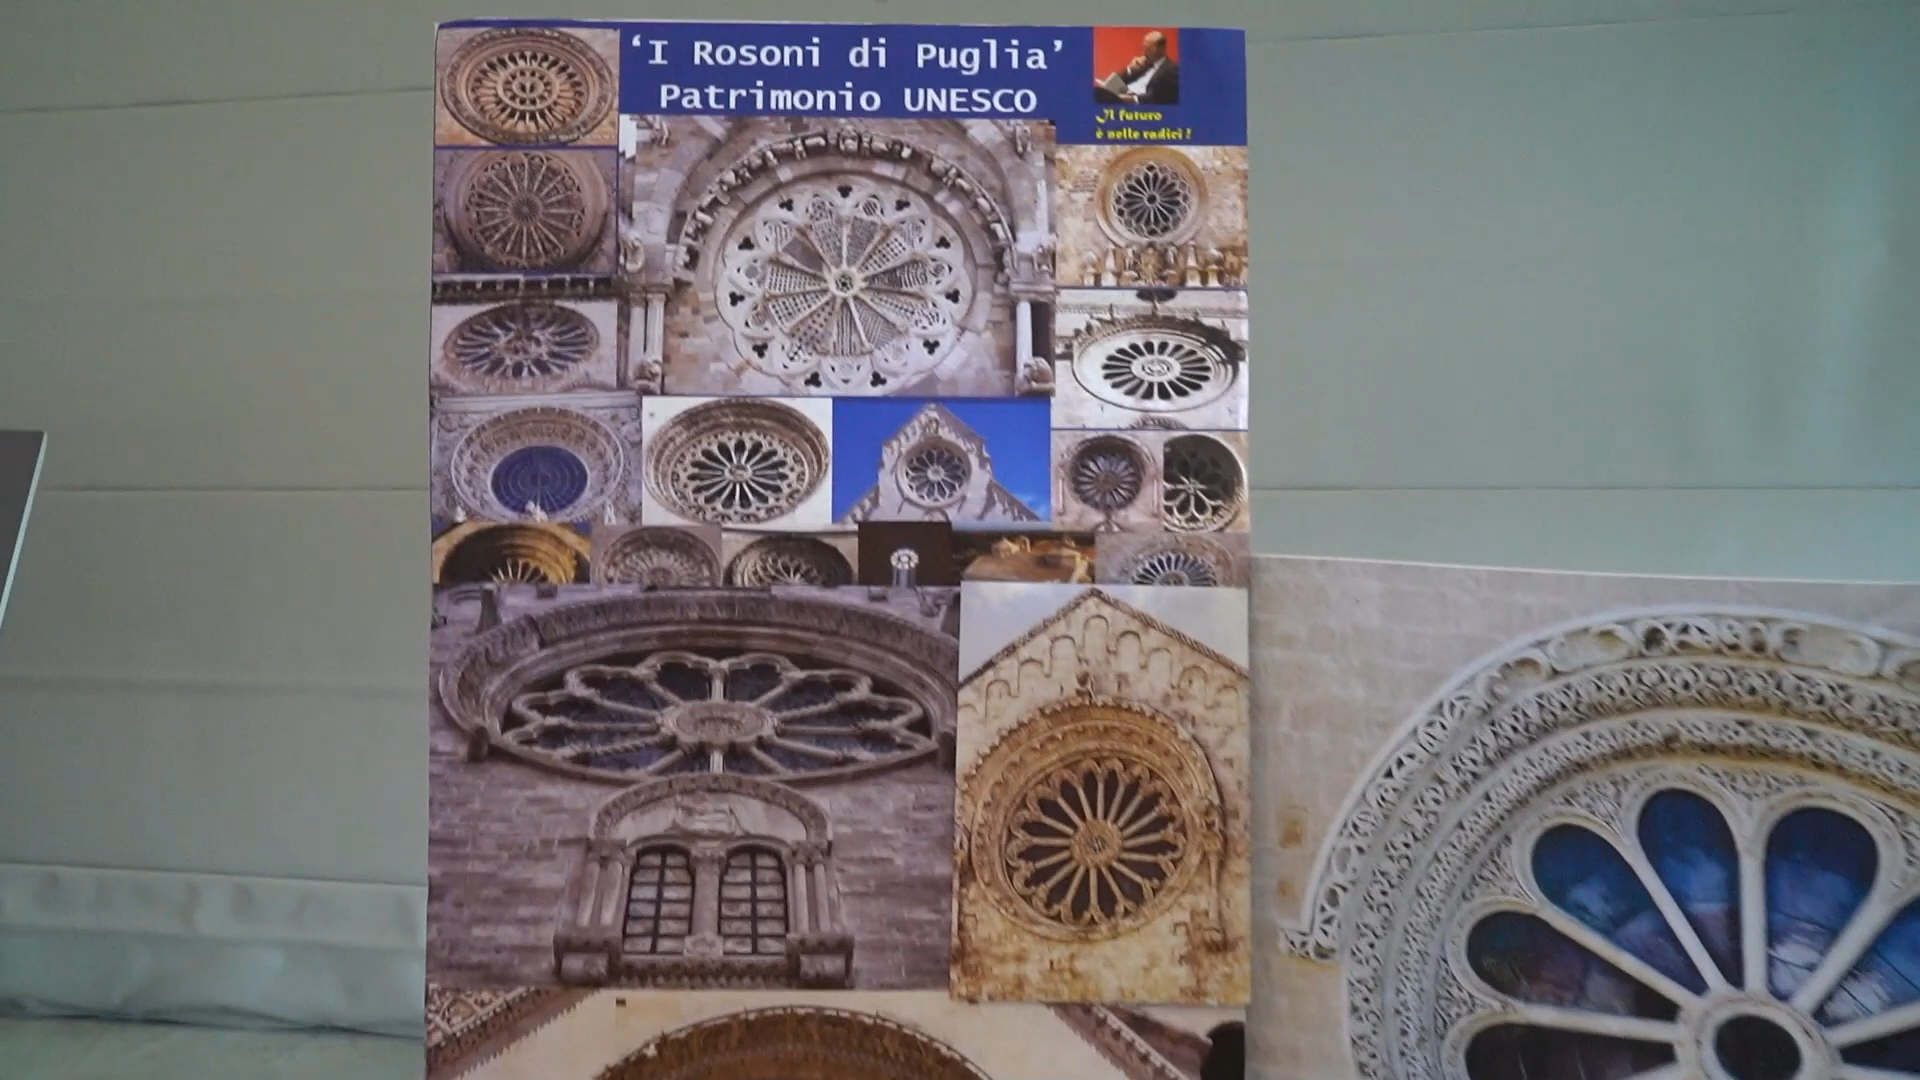 ‘I Rosoni di Puglia’
Patrimonio UNESCO
Il futuro
è nelle radici!